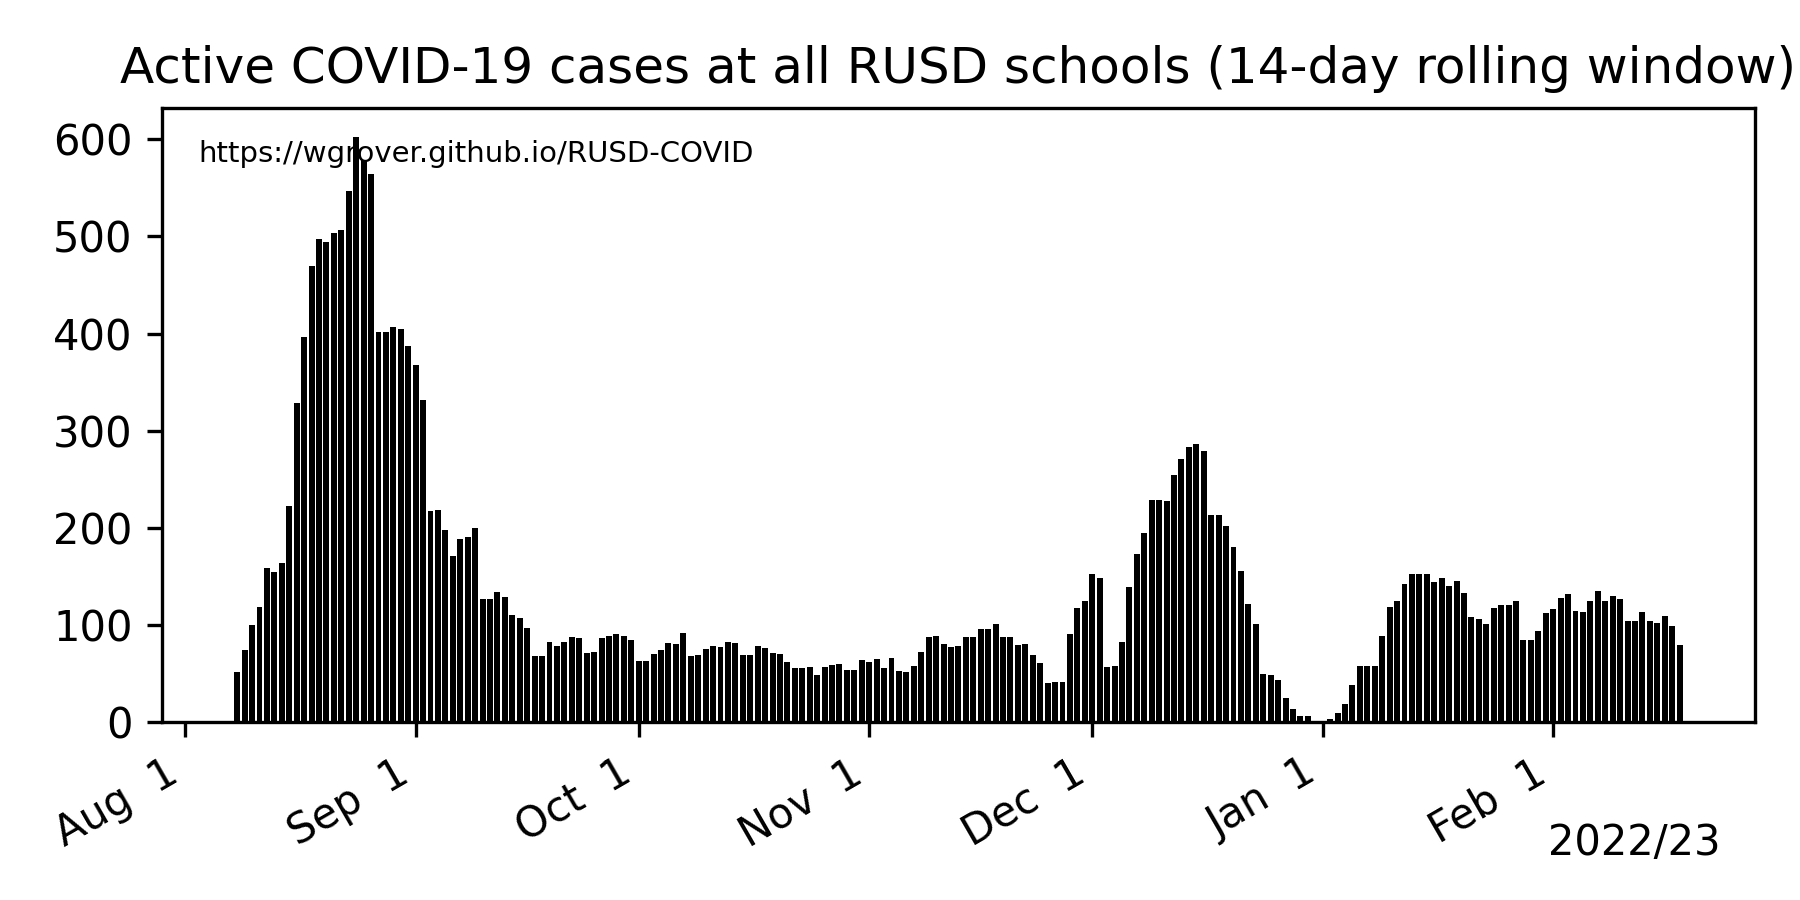 Active COVID-19 cases at all RUSD schools (14-day rolling window)
https://wgrover.github.io/RUSD-COVID
600
500
400
300
200
100
0
Aug 1
Sep 1
Oct 1
Nov 1
Dec 1
Jan 1
Feb 1
2022/23